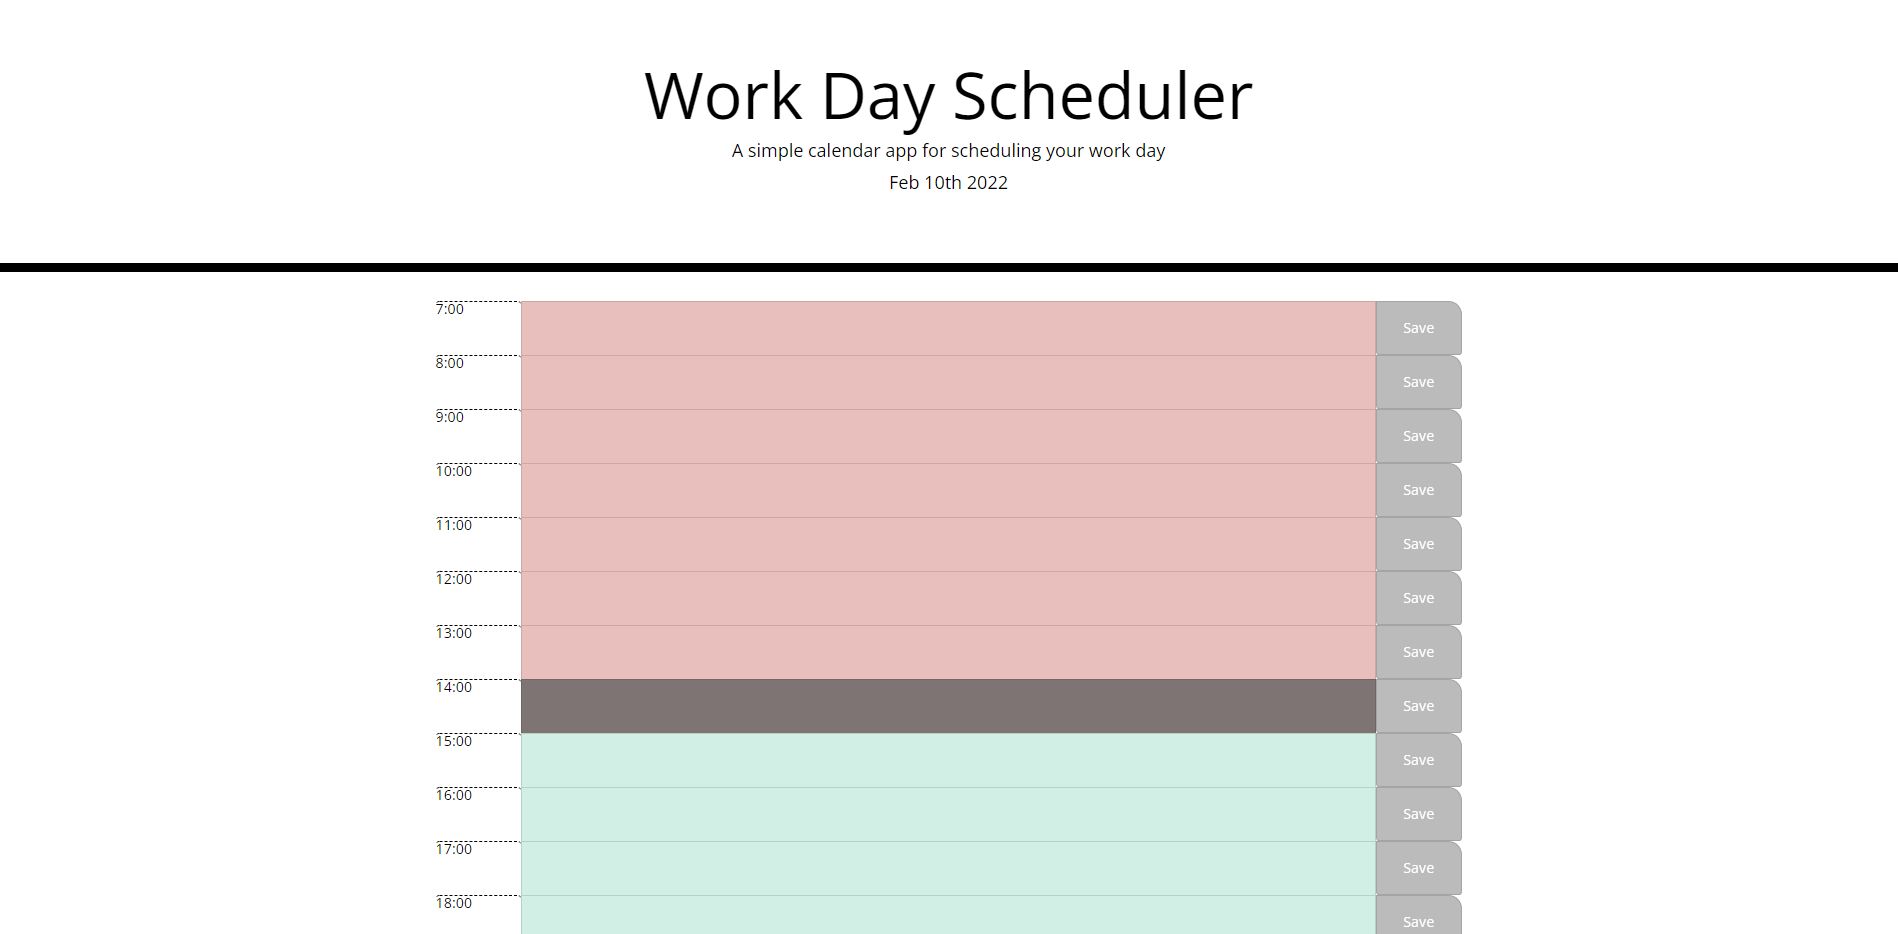 Work Day Scheduler
A simple calendar app for scheduling your work day
Feb 10th 2022
7:00 Save
8:00 Save
9:00 Save
10:00 Save
11:00 Save
12:00 Save
13:00 Save
14:00 Save
15:00 Save
16:00 Save
17:00 Save
18:00 Save